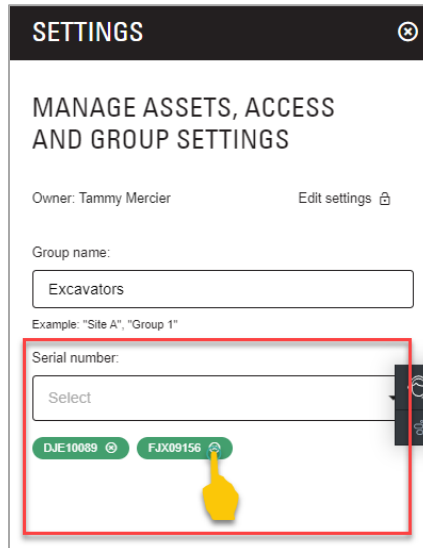 SETTINGS
MANAGE ASSETS, ACCESS
AND GROUP SETTINGS
Owner: Tammy Mercier Edit settings
Group name:
Excavators
Example: "Site A", "Group 1"
Serial number:
Select
DJE10089 FJX09156